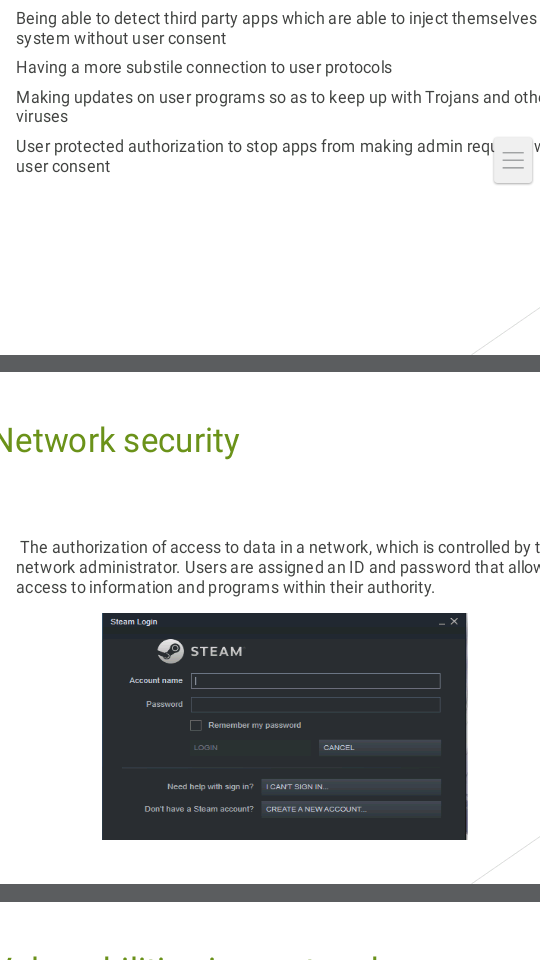 Being able to detect third party apps which are able to inject themselves
system without user consent
Having a more substile connection to user protocols
Making updates on user programs so as to keep up with Trojans and
viruses
User protected authorization to stop apps from making admin
user consent
Network security
The authorization of access to data in a network, which is controlled by
network administrator. Users are assigned an ID and password that
access to information and programs within their authority.
Steam Login
STEAM
Account name
Password
Remember my password
LOGIN CANCEL
Need help with sign in? I CAN'T SIGN IN...
Don't have a Steam account? CREATE A NEW ACCOUNT...